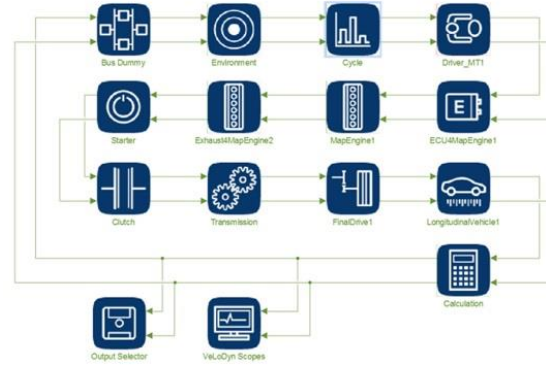 Bus Dummy
Environment
Cycle
Driver_MT1
Starter
Exhaust4MapEngine2
MapEngine1
E
ECU4MapEngine1
Clutch
Transmission
FinalDrive1
LongitudinalVehicle1
Calculation
Output Selector
VeLoDyn Scopes